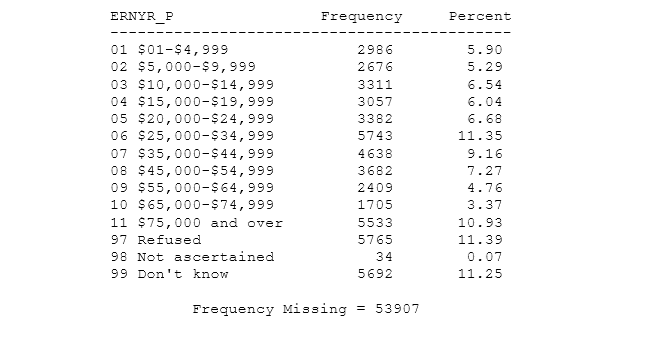 ERNYR_P Frequency Percent
01 $01-$4,999 2986 5.90
02 $5,000-$9,999 2676 5.29
03 $10,000-$14,999 3311 6.54
04 $15,000-$19,999 3057 6.04
05 $20,000-$24,999 3382 6.68
06 $25,000-$34,999 5743 11.35
07 $35,000-$44,999 4638 9.16
08 $45,000-$54,999 3682 7.27
09 $55,000-$64,999 2409 4.76
10 $65,000-$74,999 1705 3.37
11 $75,000 and over 5533 10.93
97 Refused 5765 11.39
98 Not ascertained 34 0.07
99 Don't know 5692 11.25
Frequency Missing = 53907